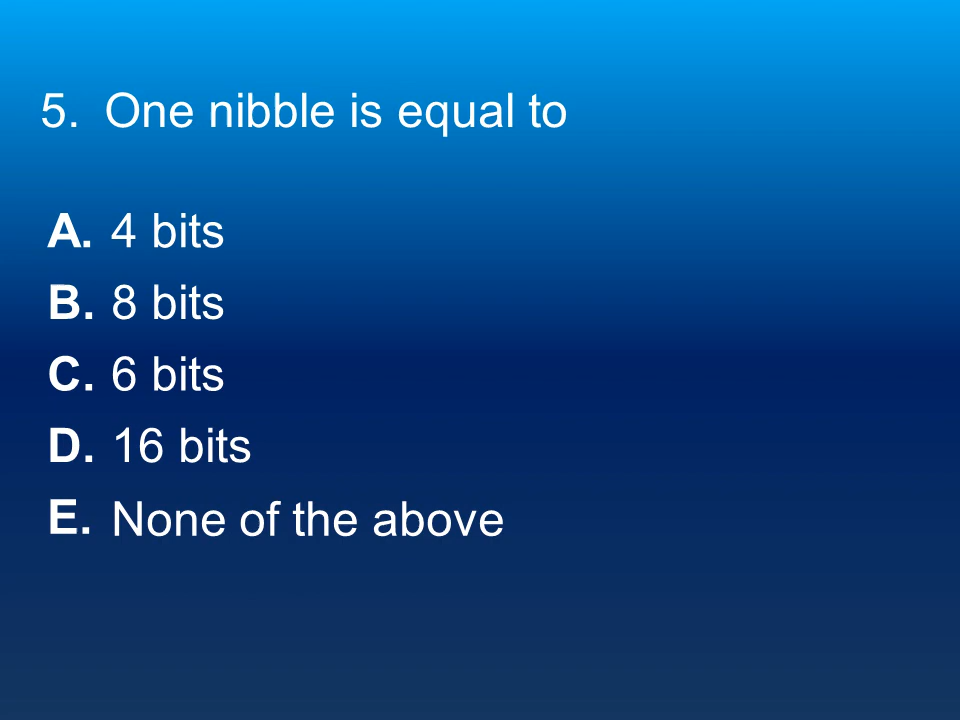 5. One nibble is equal to
A. 4 bits
B. 8 bits
C. 6 bits
D. 16 bits
E. None of the above